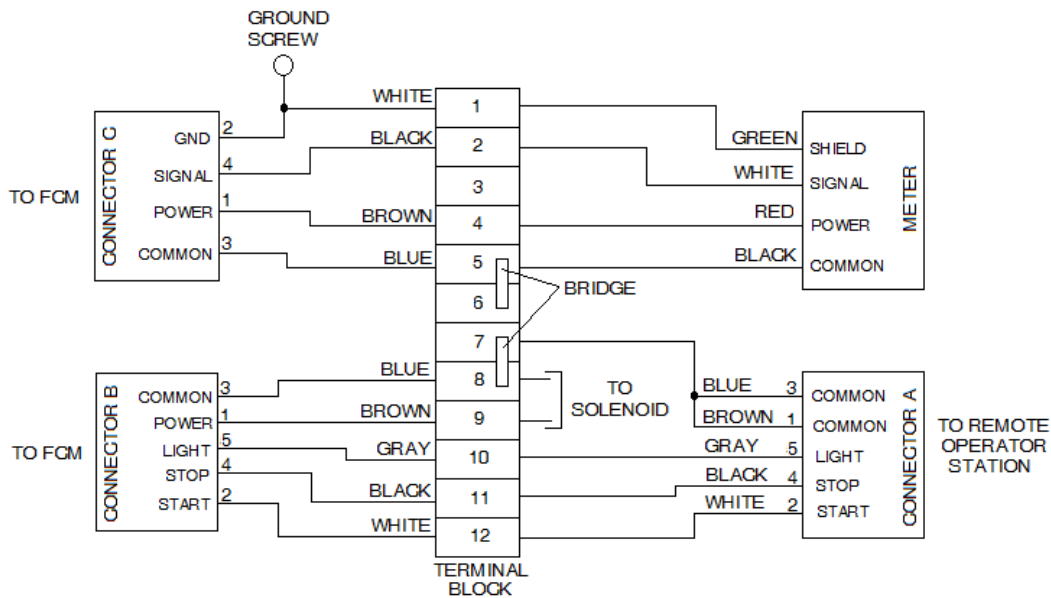 GROUND
SCREW
TO FCM
CONNECTOR C
GND 2
SIGNAL 4
POWER 1
COMMON 3
WHITE
BLACK
BROWN
BLUE
1
2
3
4
5
6
7
8
9
10
11
12
TERMINAL
BLOCK
BRIDGE
GREEN
WHITE
RED
BLACK
SHIELD
SIGNAL
POWER
COMMON
METER
TO FCM
CONNECTOR B
COMMON 3
POWER 1
LIGHT 5
STOP 4
START 2
BLUE
BROWN
GRAY
BLACK
WHITE
TO
SOLENOID
BLUE 3 COMMON
BROWN 1 COMMON
GRAY 5 LIGHT
BLACK 4 STOP
WHITE 2 START
CONNECTOR A
TO REMOTE
OPERATOR
STATION